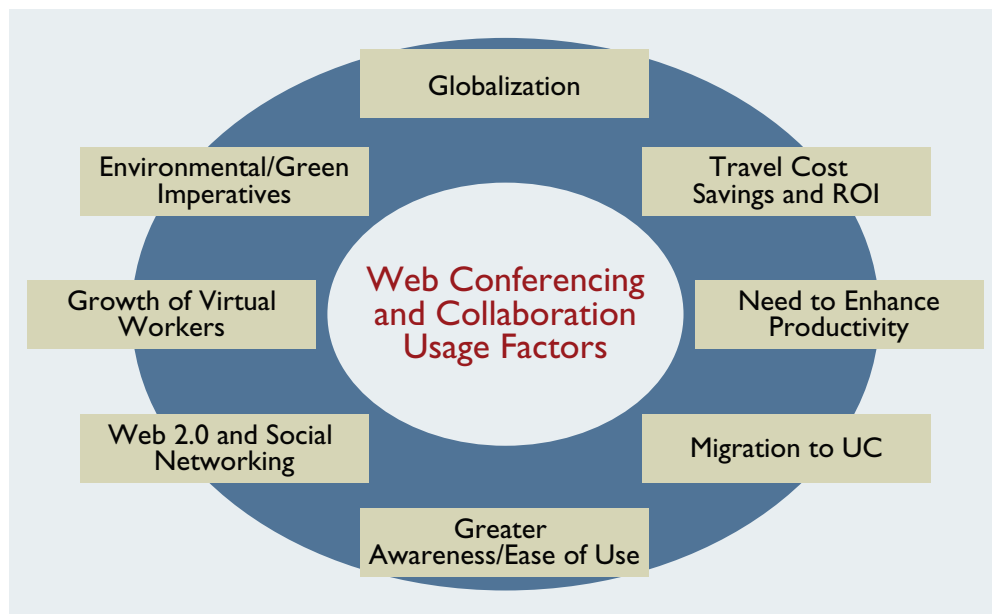 Globalization
Environmental/Green
Imperatives
Travel Cost
Savings and ROI
Web Conferencing
and Collaboration
Usage Factors
Growth of Virtual
Workers
Need to Enhance
Productivity
Web 2.0 and Social
Networking
Migration to UC
Greater
Awareness/Ease of Use